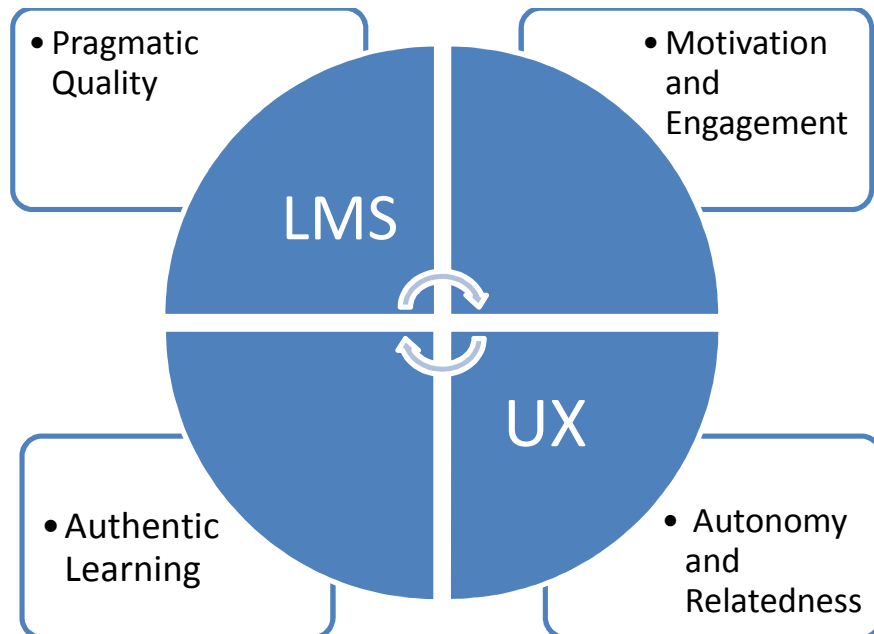 • Pragmatic
Quality
• Motivation
and
Engagement
LMS
UX
• Authentic
Learning
• Autonomy
and
Relatedness